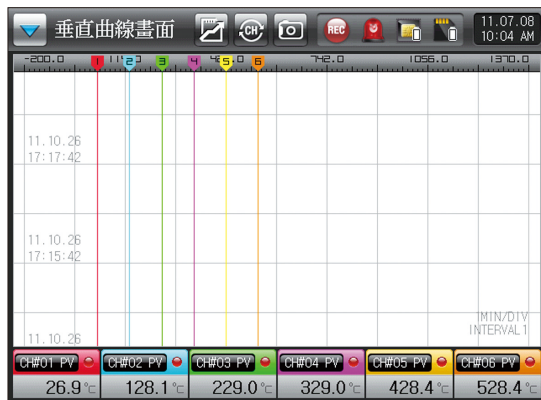 垂直曲線畫面
CH
REC
11.07.08
10:04 AM
-200.0 742.0 1056.0 1370.0
1 2 3 4 5 6
11.10.26
17:17:42
11.10.26
17:15:42
1MIN/DIV
INTERVAL 1
11.10.26
CH#01 PV CH#02 PV CH#03 PV CH#04 PV CH#05 PV CH#06 PV
26.9℃ 128.1℃ 229.0℃ 329.0℃ 428.4℃ 528.4℃